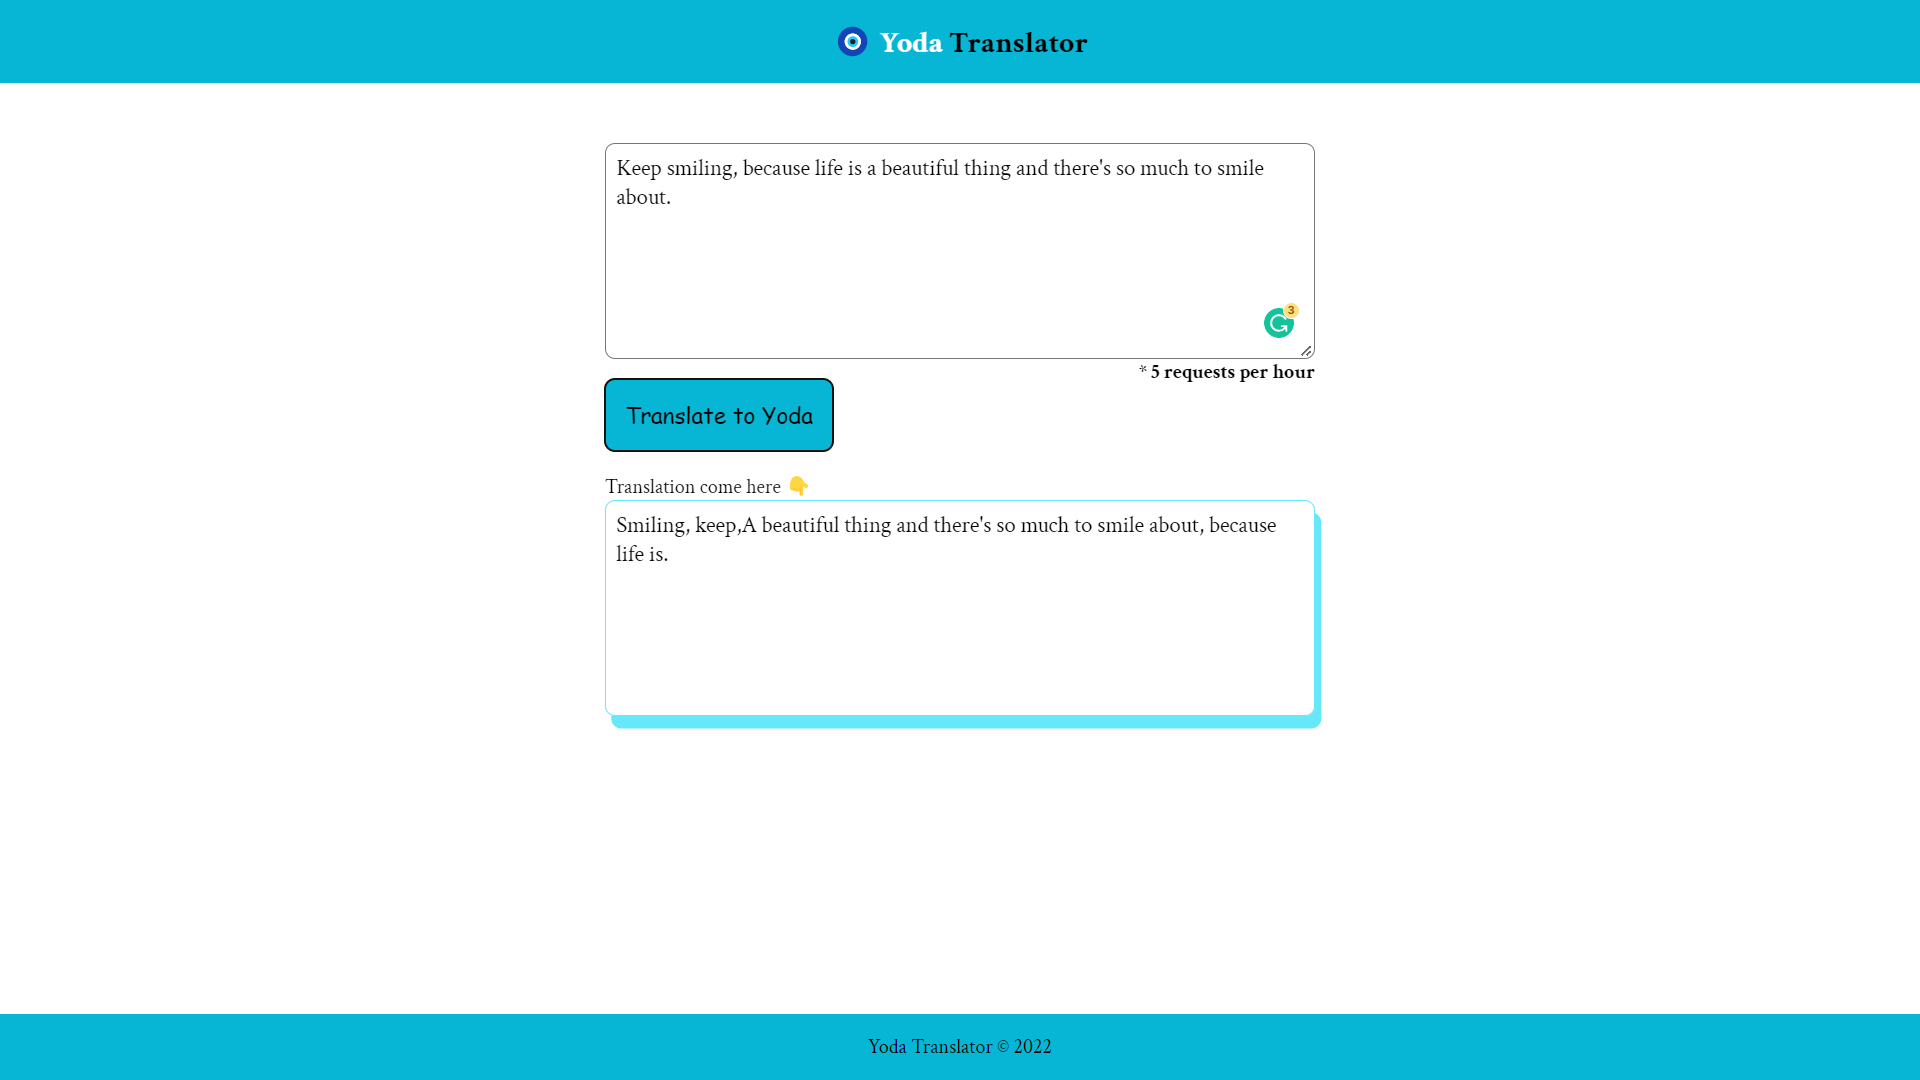 Yoda Translator
Keep smiling, because life is a beautiful thing and there's so much to smile
about.
3
* 5 requests per hour
Translate to Yoda
Translation come here 👇
Smiling, keep,A beautiful thing and there's so much to smile about, because
life is.
Yoda Translator © 2022